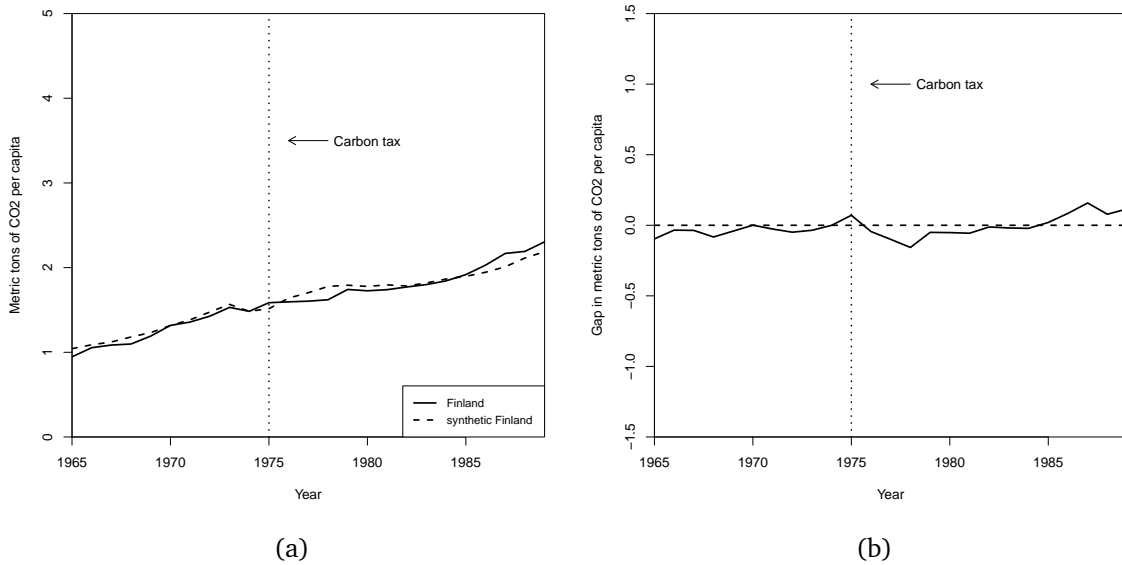 5
4
3
2
1
0
Metric tons of CO2 per capita
Carbon tax
Finland
synthetic Finland
1965 1970 1975 1980 1985
Year
(a)
1.5
1.0
0.5
0.0
−0.5
−1.0
−1.5
Gap in metric tons of CO2 per capita
Carbon tax
1965 1970 1975 1980 1985
Year
(b)